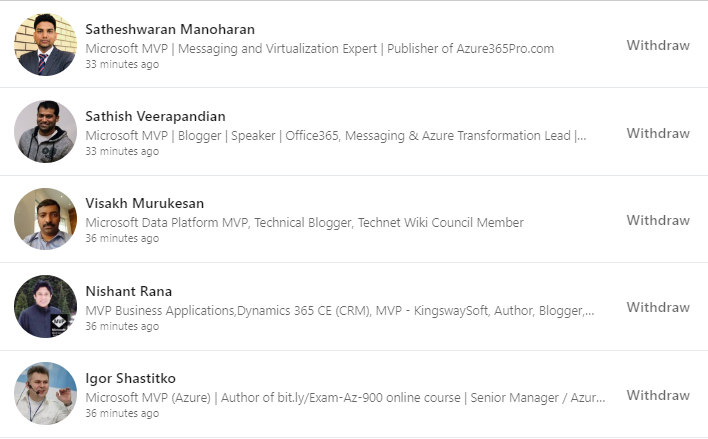 Satheshwaran Manoharan
Microsoft MVP | Messaging and Virtualization Expert | Publisher of Azure365Pro.com
33 minutes ago
Withdraw
Sathish Veerapandian
Microsoft MVP | Blogger | Speaker | Office365, Messaging & Azure Transformation Lead |...
33 minutes ago
Withdraw
Visakh Murukesan
Microsoft Data Platform MVP, Technical Blogger, Technet Wiki Council Member
36 minutes ago
Withdraw
Nishant Rana
MVP Business Applications,Dynamics 365 CE (CRM), MVP - KingswaySoft, Author, Blogger,...
36 minutes ago
Withdraw
MVP
Igor Shastitko
Microsoft MVP (Azure) | Author of bit.ly/Exam-Az-900 online course | Senior Manager / Azur...
36 minutes ago
Withdraw